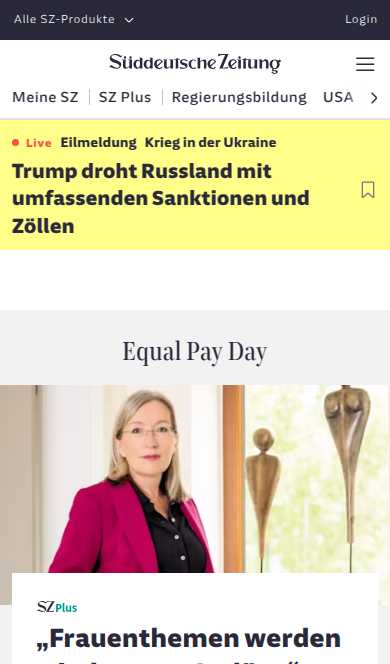 Alle SZ-Produkte Login
Süddeutsche Zeitung
Meine SZ SZ Plus Regierungsbildung USA
Live Eilmeldung Krieg in der Ukraine
Trump droht Russland mit
umfassenden Sanktionen und
Zöllen
Equal Pay Day
SZ Plus
„Frauenthemen werden